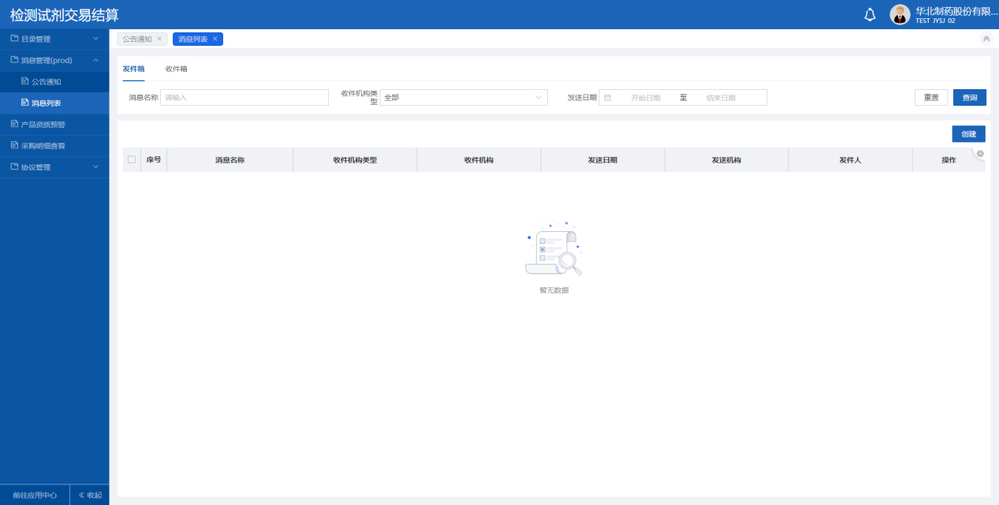 检测试剂交易结算
华北制药股份有限...
TEST JYSJ 02
目录管理
消息管理(prod)
公告通知
消息列表
产品资质预警
采购明细查看
协议管理
前往应用中心
收起
公告通知
消息列表
发件箱 收件箱
消息名称 请输入
收件机构类
型
全部
发送日期 开始日期 至 结束日期
重置 查询
创建
序号 消息名称 收件机构类型 收件机构 发送日期 发送机构 发件人 操作
暂无数据